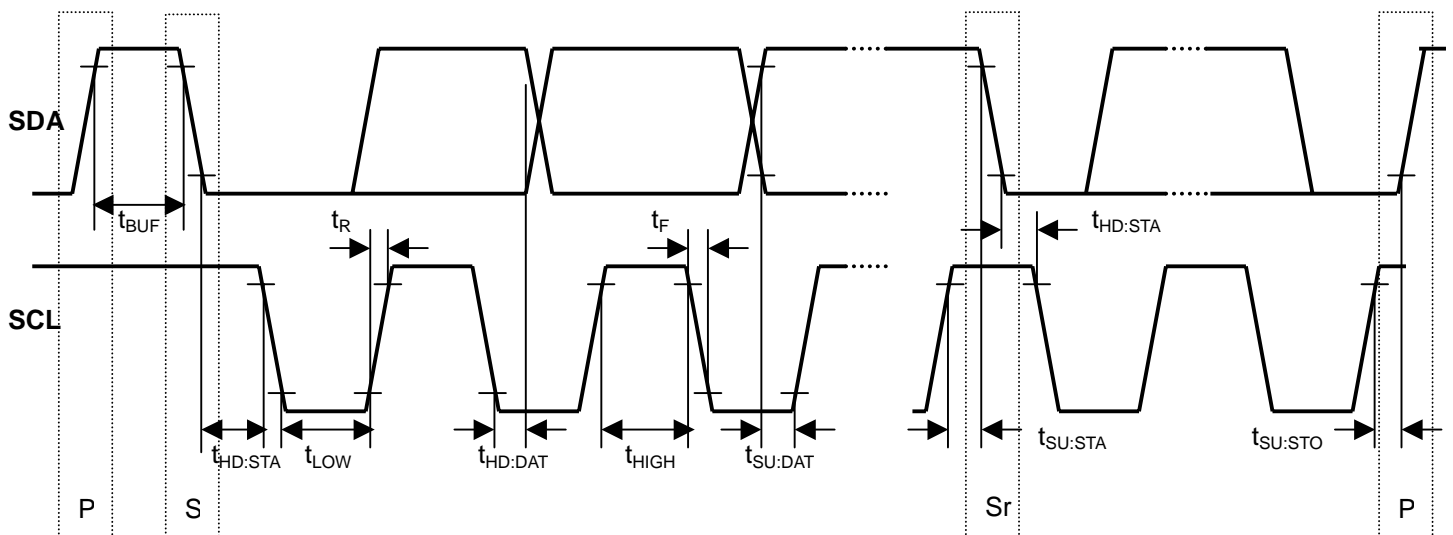 SDA
tBUF
tR
tF
tHD:STA
SCL
tHD:STA
tLOW
tHD:DAT
tHIGH
tSU:DAT
tSU:STA
tSU:STO
P
S
Sr
P